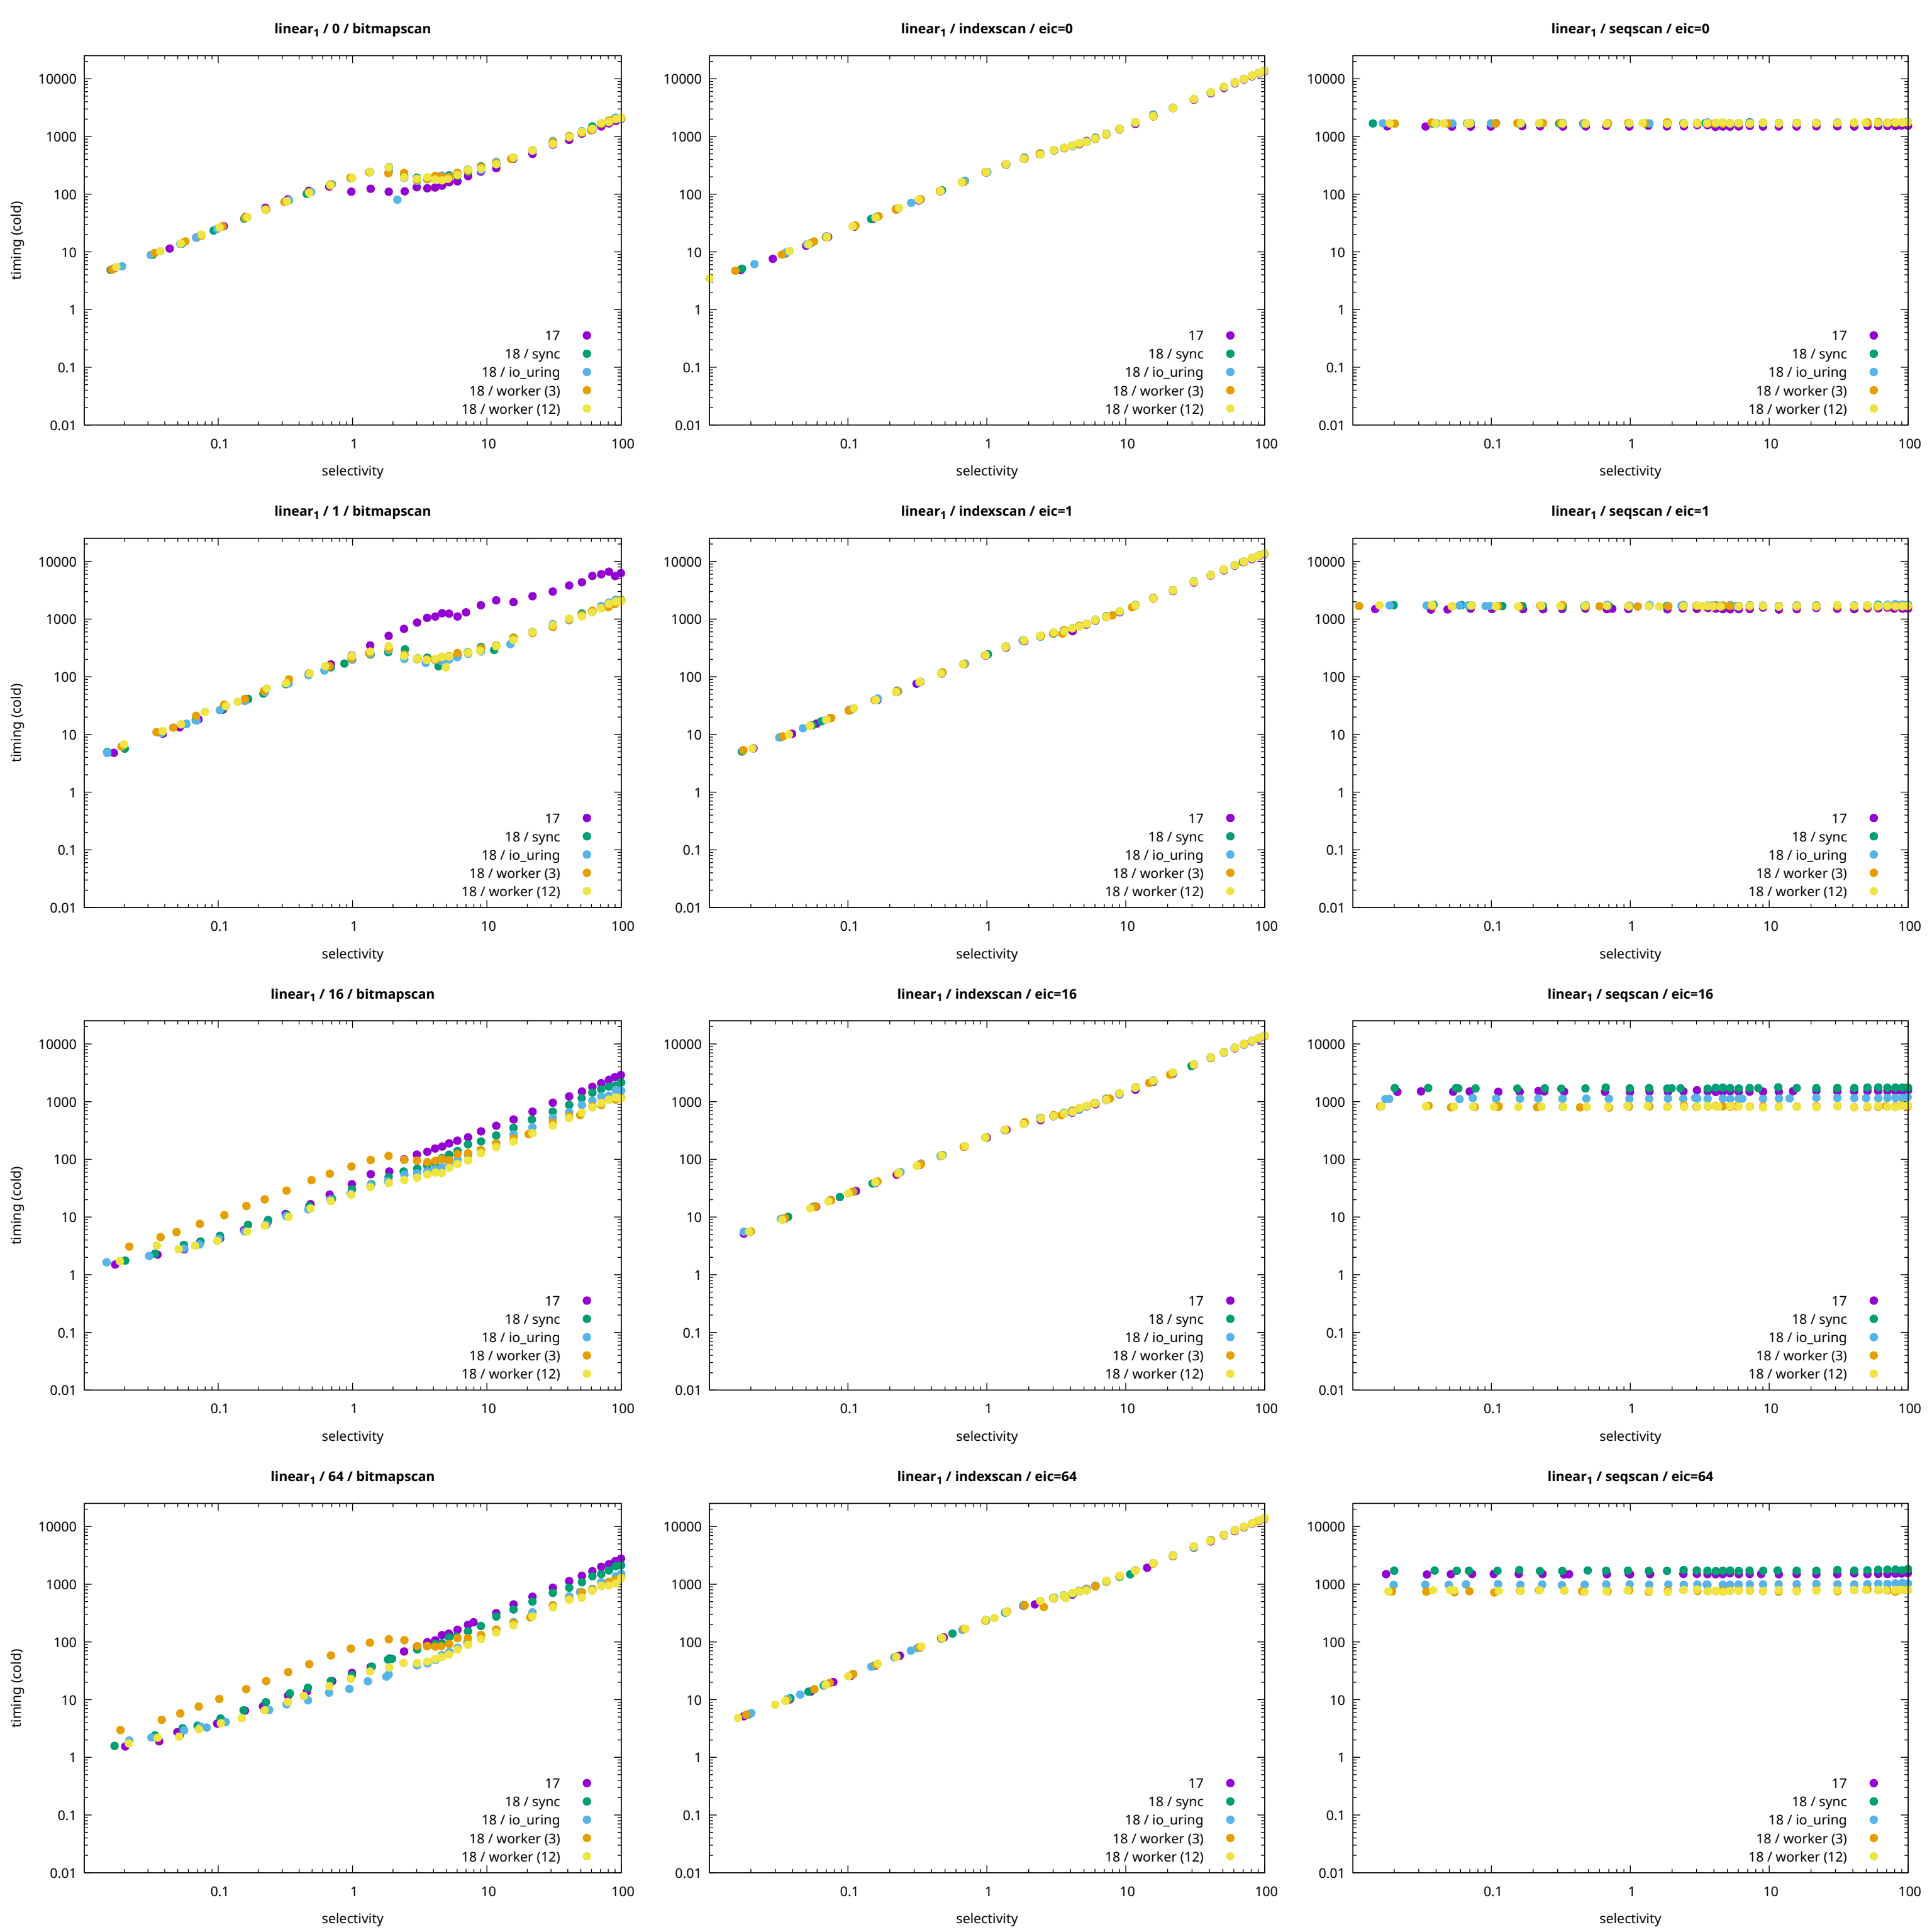 linear₁ / 0 / bitmapscan
timing (cold)
10000
1000
100
10
1
0.1
0.01
17
18 / sync
18 / io_uring
18 / worker (3)
18 / worker (12)
0.1 1 10 100
selectivity
linear₁ / indexscan / eic=0
10000
1000
100
10
1
0.1
0.01
17
18 / sync
18 / io_uring
18 / worker (3)
18 / worker (12)
0.1 1 10 100
selectivity
linear₁ / seqscan / eic=0
10000
1000
100
10
1
0.1
0.01
17
18 / sync
18 / io_uring
18 / worker (3)
18 / worker (12)
0.1 1 10 100
selectivity
linear₁ / 1 / bitmapscan
timing (cold)
10000
1000
100
10
1
0.1
0.01
17
18 / sync
18 / io_uring
18 / worker (3)
18 / worker (12)
0.1 1 10 100
selectivity
linear₁ / indexscan / eic=1
10000
1000
100
10
1
0.1
0.01
17
18 / sync
18 / io_uring
18 / worker (3)
18 / worker (12)
0.1 1 10 100
selectivity
linear₁ / seqscan / eic=1
10000
1000
100
10
1
0.1
0.01
17
18 / sync
18 / io_uring
18 / worker (3)
18 / worker (12)
0.1 1 10 100
selectivity
linear₁ / 16 / bitmapscan
timing (cold)
10000
1000
100
10
1
0.1
0.01
17
18 / sync
18 / io_uring
18 / worker (3)
18 / worker (12)
0.1 1 10 100
selectivity
linear₁ / indexscan / eic=16
10000
1000
100
10
1
0.1
0.01
17
18 / sync
18 / io_uring
18 / worker (3)
18 / worker (12)
0.1 1 10 100
selectivity
linear₁ / seqscan / eic=16
10000
1000
100
10
1
0.1
0.01
17
18 / sync
18 / io_uring
18 / worker (3)
18 / worker (12)
0.1 1 10 100
selectivity
linear₁ / 64 / bitmapscan
timing (cold)
10000
1000
100
10
1
0.1
0.01
17
18 / sync
18 / io_uring
18 / worker (3)
18 / worker (12)
0.1 1 10 100
selectivity
linear₁ / indexscan / eic=64
10000
1000
100
10
1
0.1
0.01
17
18 / sync
18 / io_uring
18 / worker (3)
18 / worker (12)
0.1 1 10 100
selectivity
linear₁ / seqscan / eic=64
10000
1000
100
10
1
0.1
0.01
17
18 / sync
18 / io_uring
18 / worker (3)
18 / worker (12)
0.1 1 10 100
selectivity